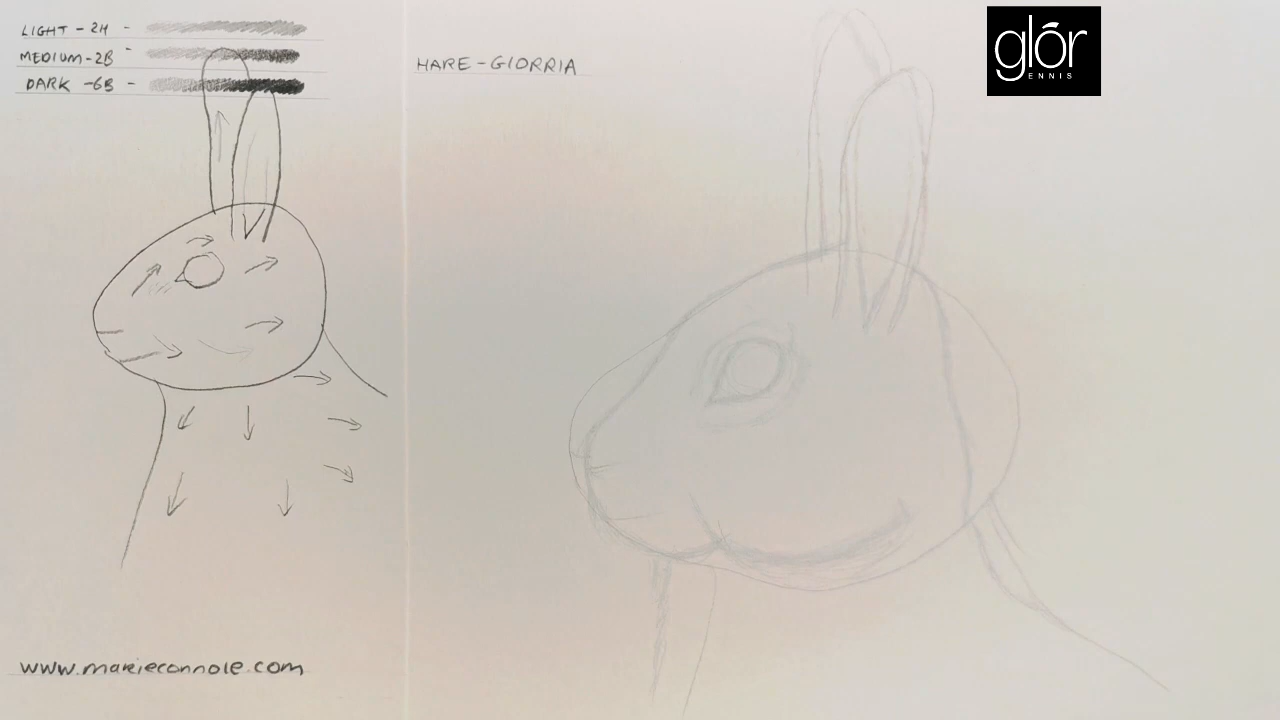 LIGHT - 2H -
MEDIUM - 2B -
DARK - 6B -
HARE - GIORRIA
glór
ENNIS
www.marieconnole.com